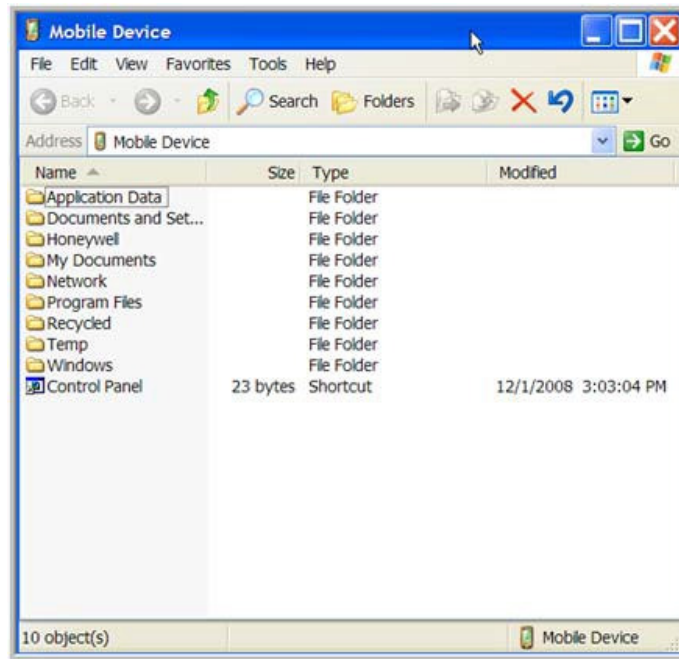 Mobile Device
File Edit View Favorites Tools Help
Back Search Folders
Address Mobile Device Go
Name Size Type Modified
Application Data File Folder
Documents and Set... File Folder
Honeywell File Folder
My Documents File Folder
Network File Folder
Program Files File Folder
Recycled File Folder
Temp File Folder
Windows File Folder
Control Panel 23 bytes Shortcut 12/1/2008 3:03:04 PM
10 object(s) Mobile Device